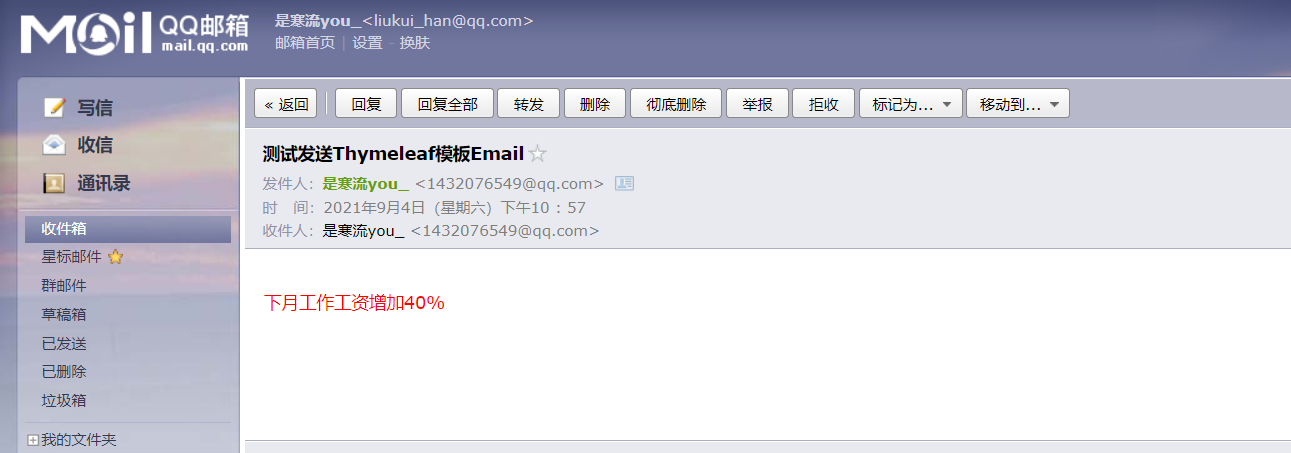 Mail QQ邮箱
mail.qq.com
是寒流you_<liukui_han@qq.com>
邮箱首页 | 设置 - 换肤
写信
收信
通讯录
收件箱
星标邮件
群邮件
草稿箱
已发送
已删除
垃圾箱
我的文件夹
« 返回 回复 回复全部 转发 删除 彻底删除 举报 拒收 标记为... 移动到...
测试发送Thymeleaf模板Email
发件人：是寒流you_ <1432076549@qq.com>
时 间：2021年9月4日（星期六）下午10：57
收件人：是寒流you_ <1432076549@qq.com>
下月工作工资增加40%